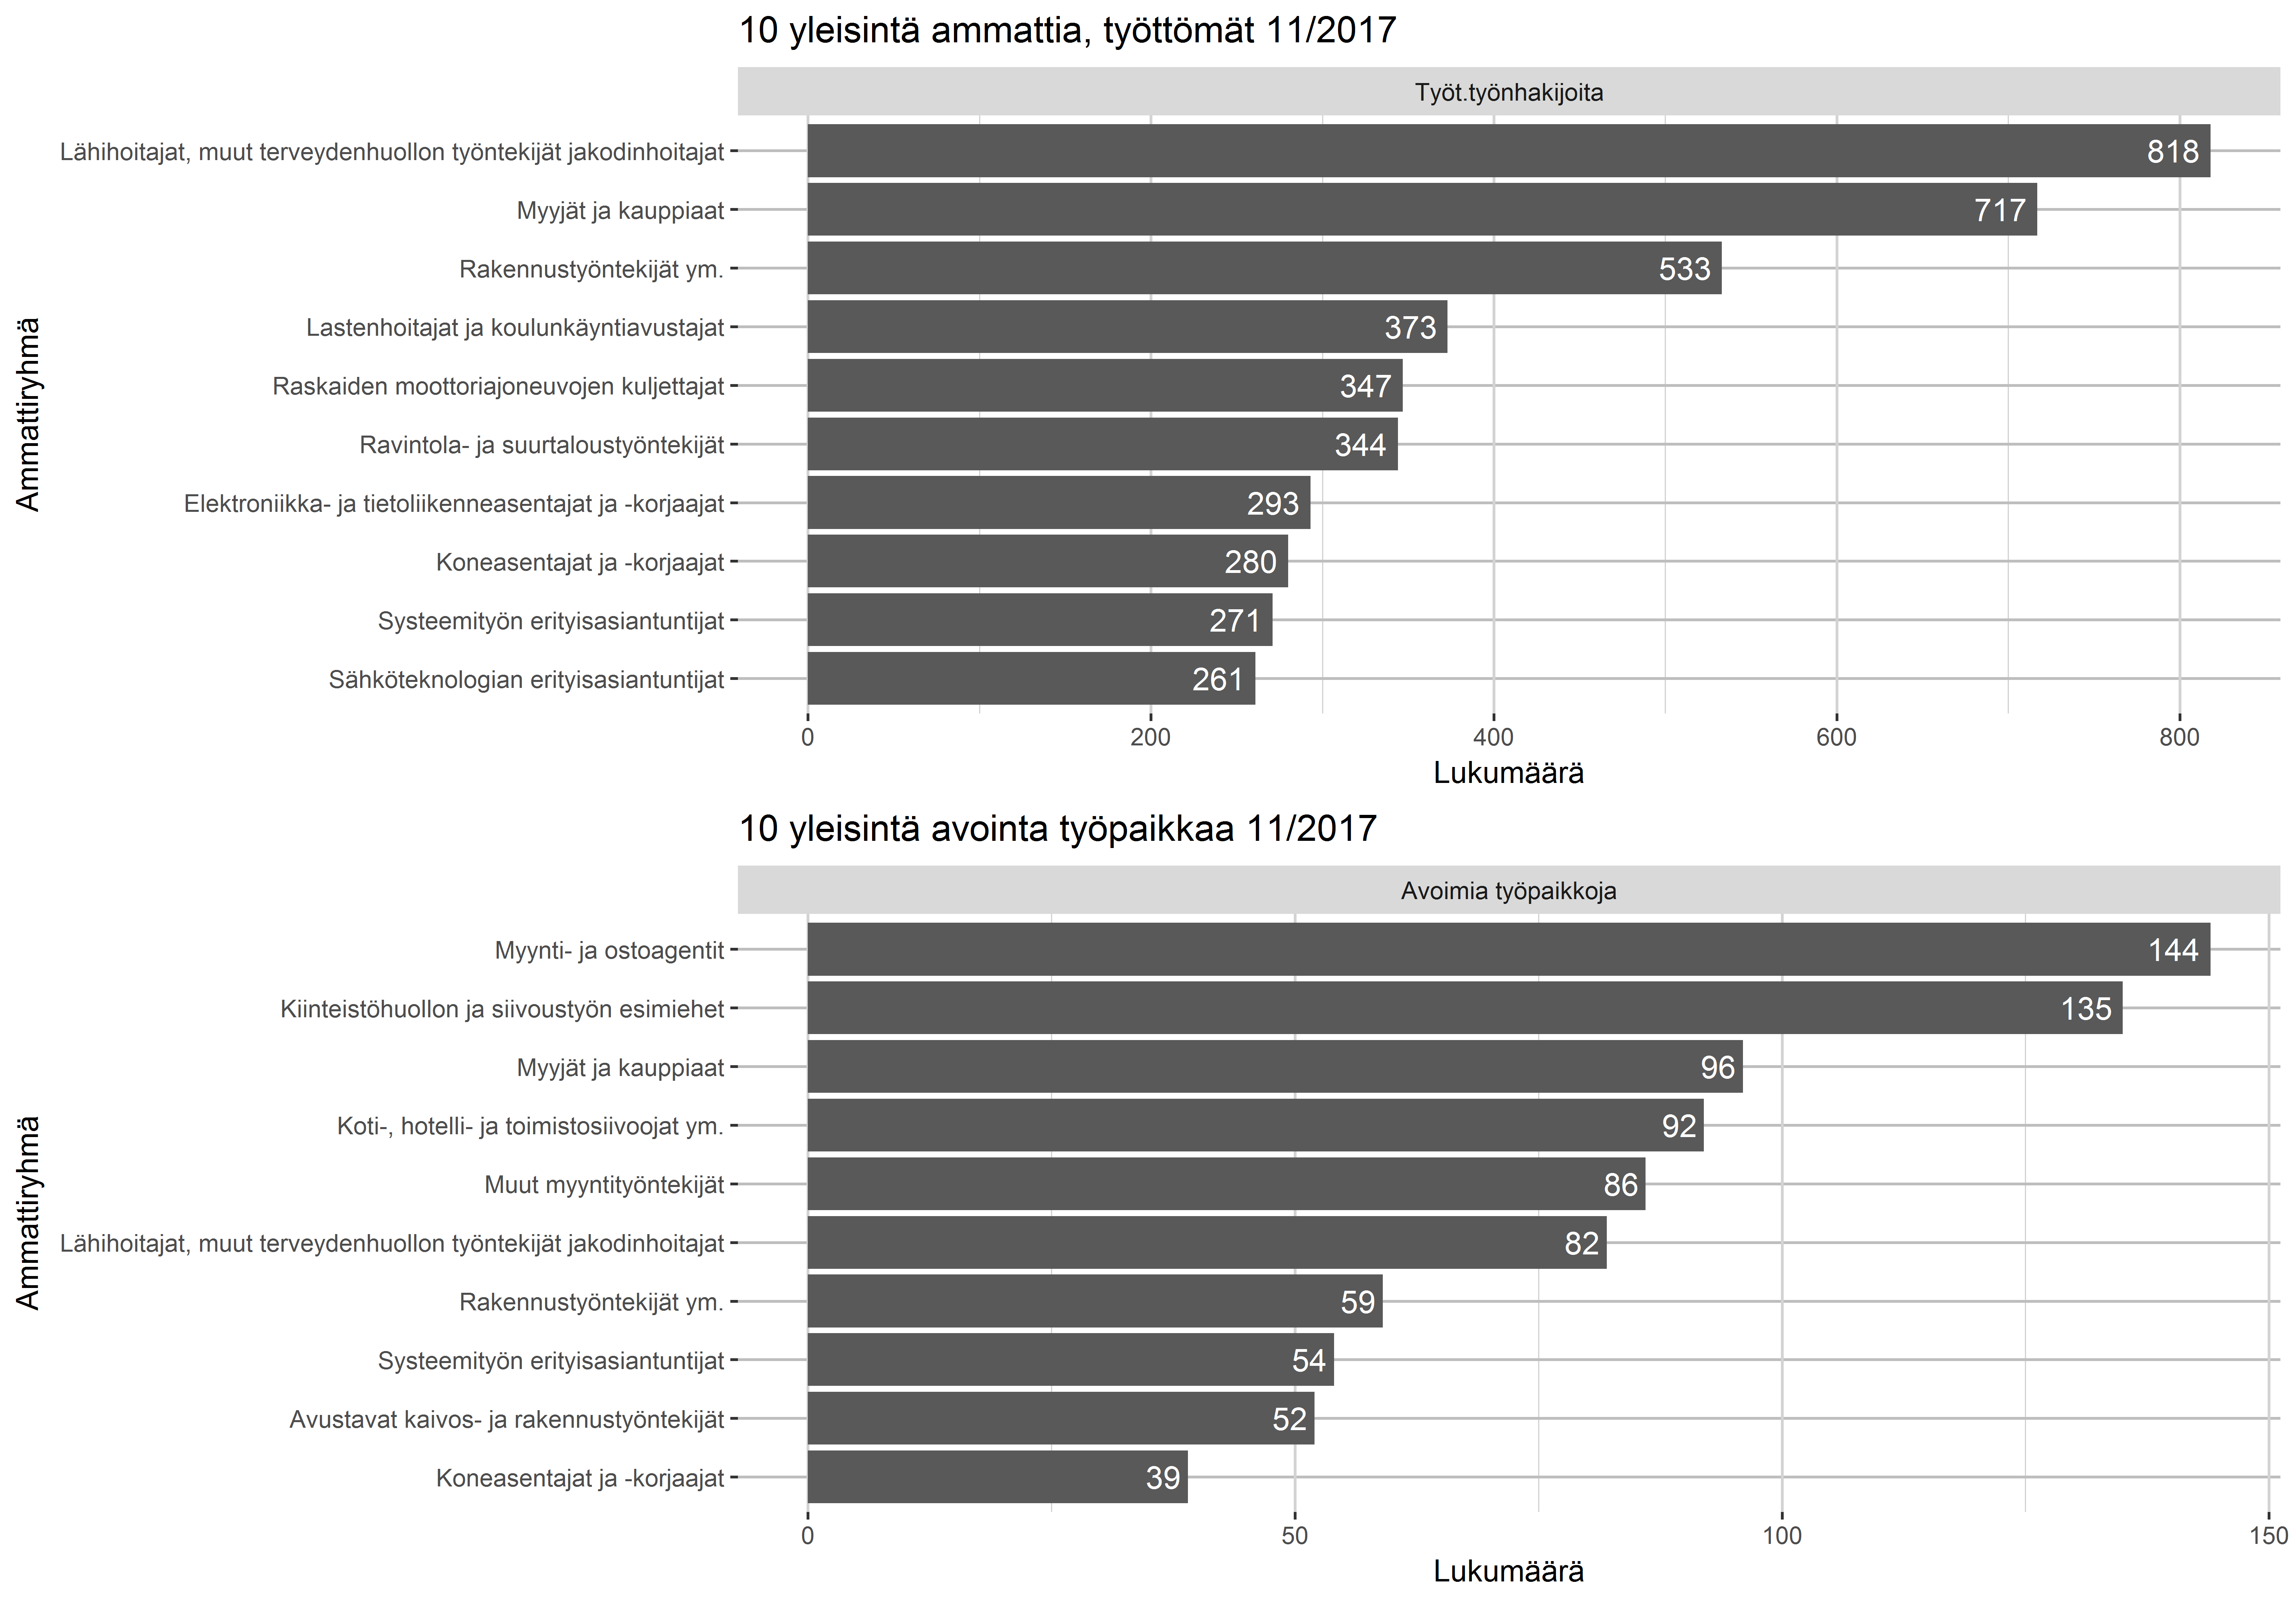 10 yleisintä ammattia, työttömät 11/2017
Työt.työnhakijoita
Ammattiryhmä
Lähihoitajat, muut terveydenhuollon työntekijät jakodinhoitajat 818
Myyjät ja kauppiaat 717
Rakennustyöntekijät ym. 533
Lastenhoitajat ja koulunkäyntiavustajat 373
Raskaiden moottoriajoneuvojen kuljettajat 347
Ravintola- ja suurtaloustyöntekijät 344
Elektroniikka- ja tietoliikenneasentajat ja -korjaajat 293
Koneasentajat ja -korjaajat 280
Systeemityön erityisasiantuntijat 271
Sähköteknologian erityisasiantuntijat 261
0 200 400 600 800
Lukumäärä
10 yleisintä avointa työpaikkaa 11/2017
Avoimia työpaikkoja
Ammattiryhmä
Myynti- ja ostoagentit 144
Kiinteistöhuollon ja siivoustyön esimiehet 135
Myyjät ja kauppiaat 96
Koti-, hotelli- ja toimistosiivoojat ym. 92
Muut myyntityöntekijät 86
Lähihoitajat, muut terveydenhuollon työntekijät jakodinhoitajat 82
Rakennustyöntekijät ym. 59
Systeemityön erityisasiantuntijat 54
Avustavat kaivos- ja rakennustyöntekijät 52
Koneasentajat ja -korjaajat 39
0 50 100 150
Lukumäärä